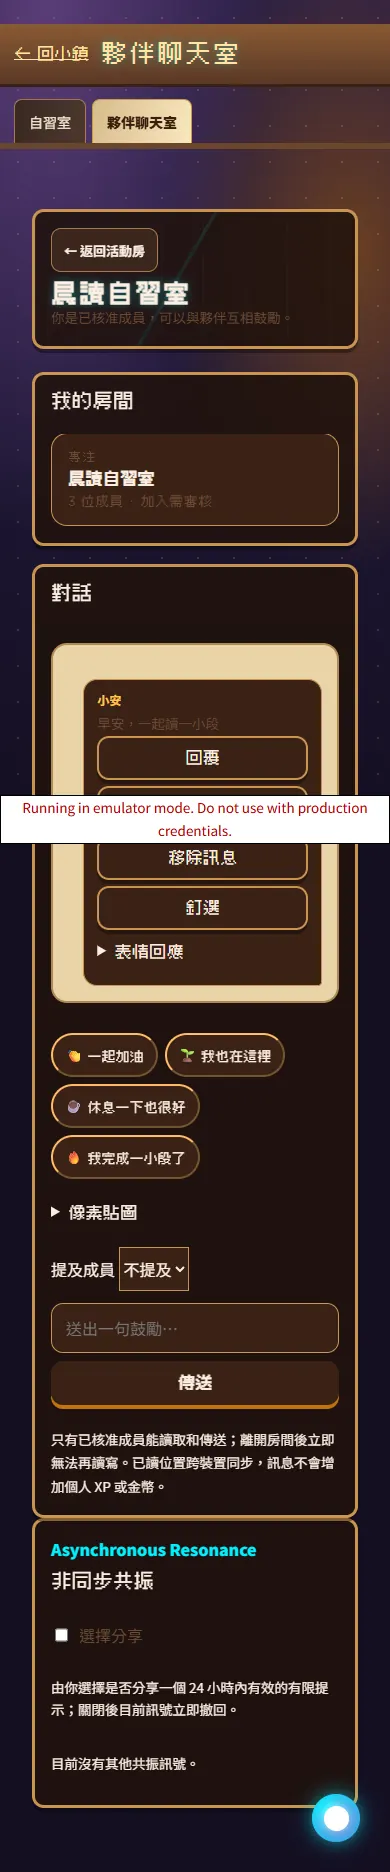 ← 回小鎮 夥伴聊天室
自習室 夥伴聊天室
← 返回活動房
晨讀自習室
你是已核准成員，可以與夥伴互相鼓勵。
我的房間
專注
晨讀自習室
3 位成員 · 加入需審核
對話
小安
早安，一起讀一小段
回覆
Running in emulator mode. Do not use with production
credentials.
移除訊息
釘選
▶ 表情回應
👏 一起加油 🌱 我也在這裡
☕ 休息一下也很好
🔥 我完成一小段了
▶ 像素貼圖
提及成員 不提及
送出一句鼓勵⋯
傳送
只有已核准成員能讀取和傳送；離開房間後立即
無法再讀寫。已讀位置跨裝置同步，訊息不會增
加個人 XP 或金幣。
Asynchronous Resonance
非同步共振
選擇分享
由你選擇是否分享一個 24 小時內有效的有限提
示；關閉後目前訊號立即撤回。
目前沒有其他共振訊號。